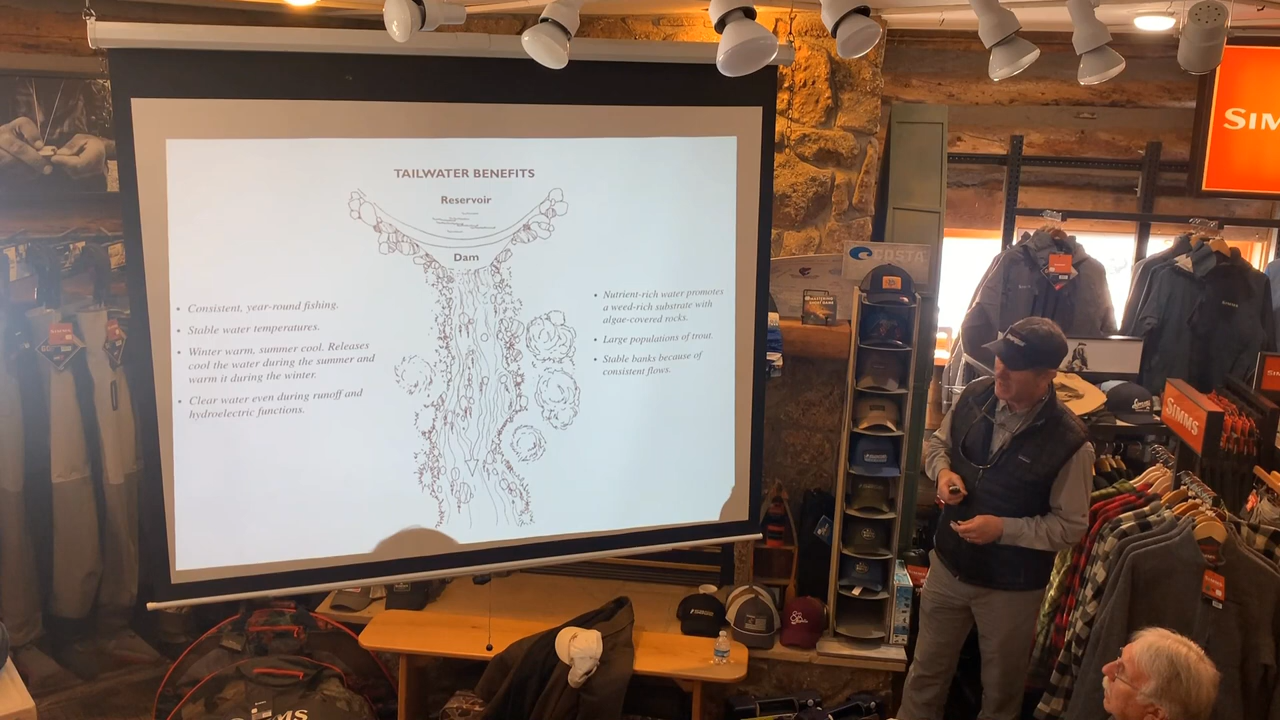 TAILWATER BENEFITS
Reservoir
Dam
• Consistent, year-round fishing.
• Stable water temperatures.
• Winter warm, summer cool. Releases
cool the water during the summer and
warm it during the winter.
• Clear water even during runoff and
hydroelectric functions.
• Nutrient-rich water promotes
a weed-rich substrate with
algae-covered rocks.
• Large populations of trout
• Stable banks because of
consistent flows.
COSTA
SIM
SIMMS
MS